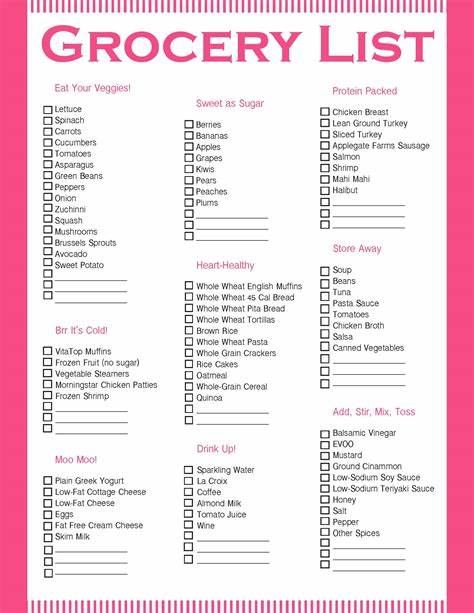 GROCERY LIST
Eat Your Veggies!
Lettuce
Spinach
Carrots
Cucumbers
Tomatoes
Asparagus
Green Beans
Peppers
Onion
Zuchinni
Squash
Mushrooms
Brussels Sprouts
Avocado
Sweet Potato
Brr It's Cold!
VitaTop Muffins
Frozen Fruit (no sugar)
Vegetable Steamers
Morningstar Chicken Patties
Frozen Shrimp
Moo Moo!
Plain Greek Yogurt
Low-Fat Cottage Cheese
Low-Fat Cheese
Eggs
Fat Free Cream Cheese
Skim Milk
Sweet as Sugar
Berries
Bananas
Apples
Grapes
Kiwis
Pears
Peaches
Plums
Heart-Healthy
Whole Wheat English Muffins
Whole Wheat 45 Cal Bread
Whole Wheat Pita Bread
Whole Wheat Tortillas
Brown Rice
Whole Wheat Pasta
Whole Grain Crackers
Rice Cakes
Oatmeal
Whole-Grain Cereal
Quinoa
Drink Up!
Sparkling Water
La Croix
Coffee
Almond Milk
Tomato Juice
Wine
Protein Packed
Chicken Breast
Lean Ground Turkey
Sliced Turkey
Applegate Farms Sausage
Salmon
Shrimp
Mahi Mahi
Halibut
Store Away
Soup
Beans
Tuna
Pasta Sauce
Tomatoes
Chicken Broth
Salsa
Canned Vegetables
Add, Stir, Mix, Toss
Balsamic Vinegar
EVOO
Mustard
Ground Cinammon
Low-Sodium Soy Sauce
Low-Sodium Teriyaki Sauce
Salt
Pepper
Other Spices